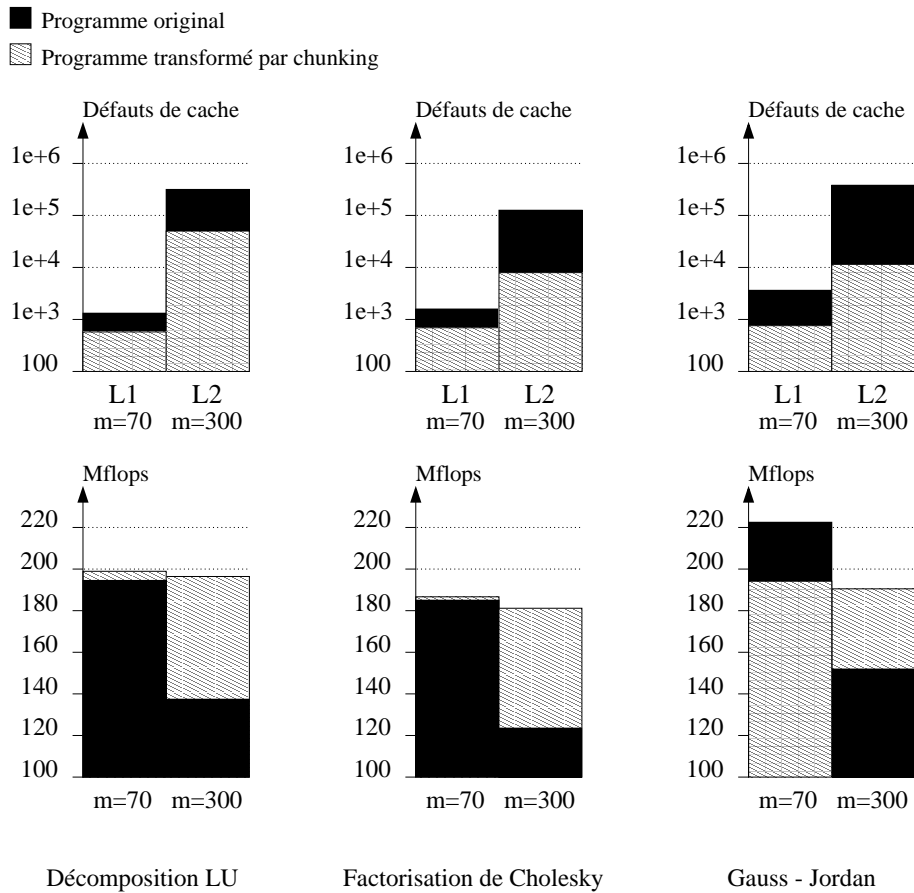 Programme original
Programme transformé par chunking
Défauts de cache Défauts de cache Défauts de cache
1e+6 1e+6 1e+6
1e+5 1e+5 1e+5
1e+4 1e+4 1e+4
1e+3 1e+3 1e+3
100 100 100
L1 L2 L1 L2 L1 L2
m=70 m=300 m=70 m=300 m=70 m=300
Mflops Mflops Mflops
220 220 220
200 200 200
180 180 180
160 160 160
140 140 140
120 120 120
100 100 100
m=70 m=300 m=70 m=300 m=70 m=300
Décomposition LU Factorisation de Cholesky Gauss - Jordan